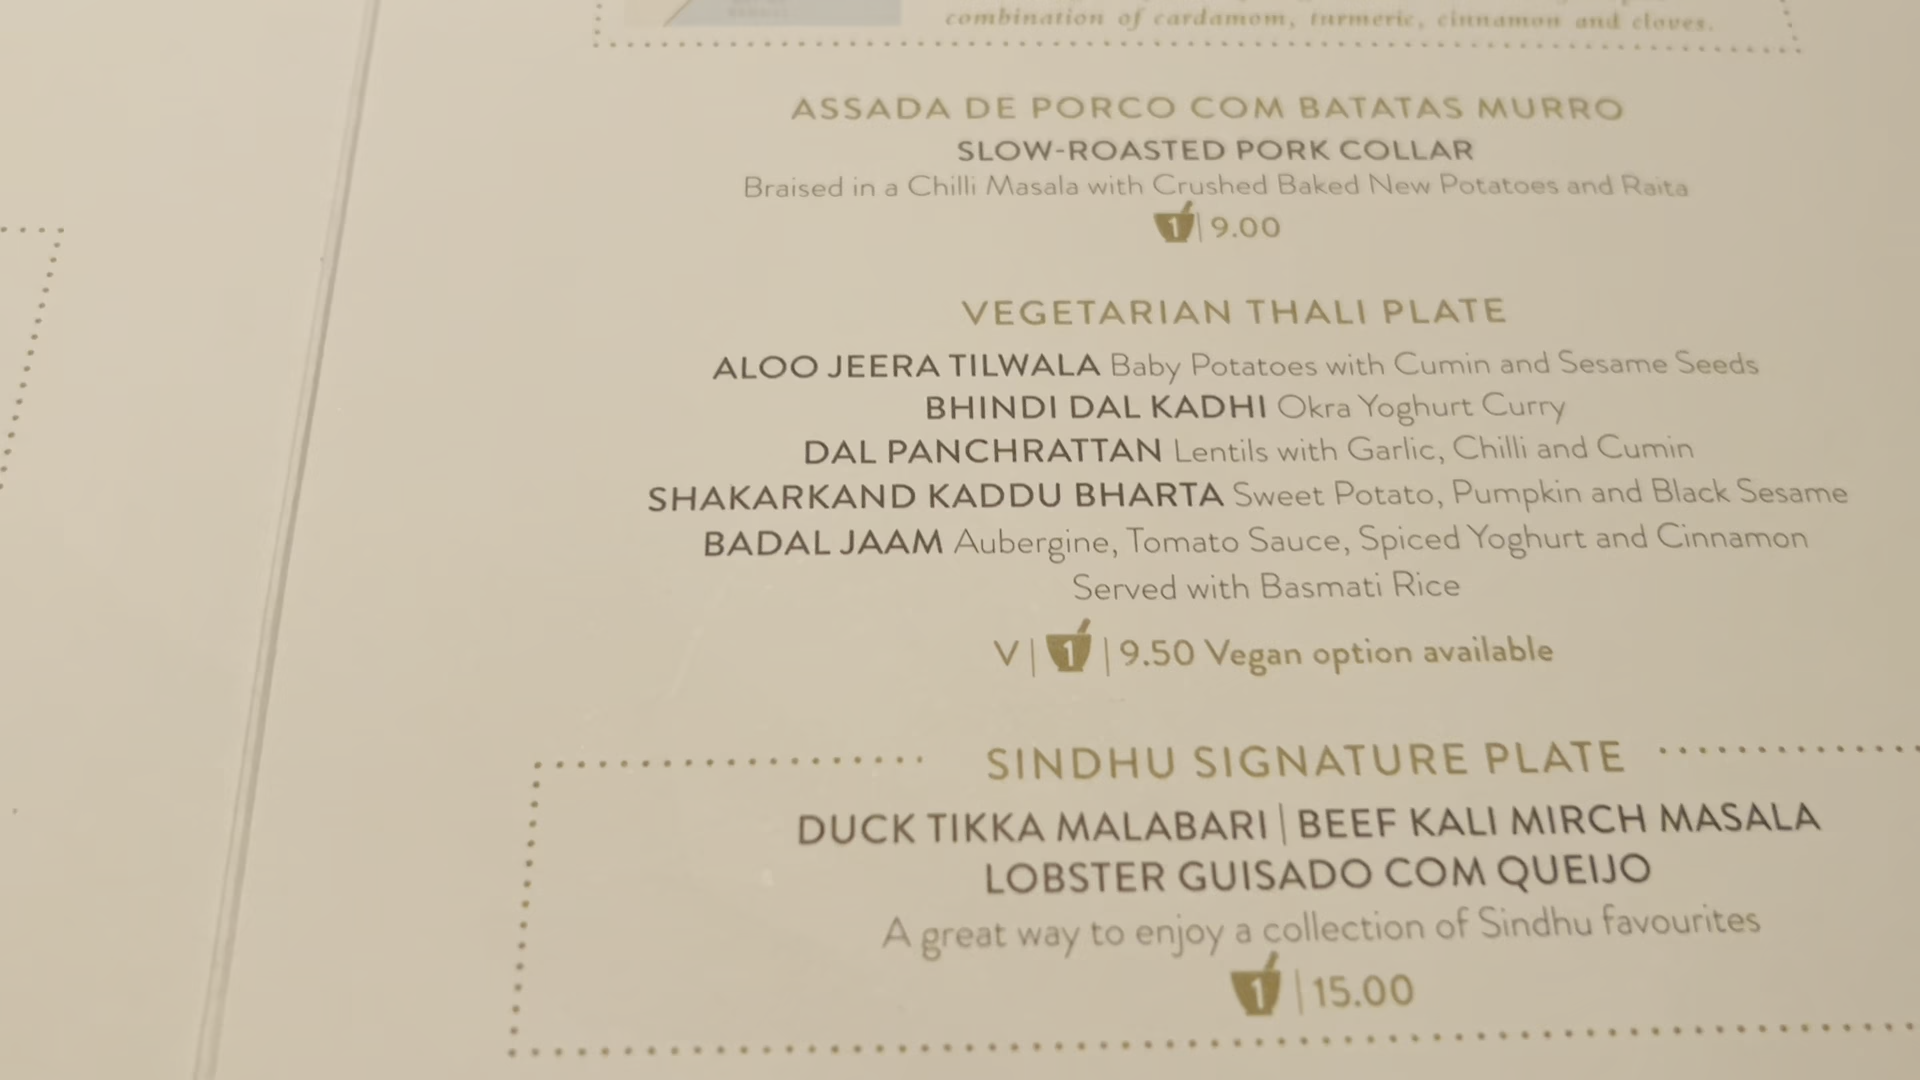 combination of cardamom, turmeric, cinnamon and cloves.
ASSADA DE PORCO COM BATATAS MURRO
SLOW-ROASTED PORK COLLAR
Braised in a Chilli Masala with Crushed Baked New Potatoes and Raita
1 | 9.00
VEGETARIAN THALI PLATE
ALOO JEERA TILWALA Baby Potatoes with Cumin and Sesame Seeds
BHINDI DAL KADHI Okra Yoghurt Curry
DAL PANCHRATTAN Lentils with Garlic, Chilli and Cumin
SHAKARKAND KADDU BHARTA Sweet Potato, Pumpkin and Black Sesame
BADAL JAAM Aubergine, Tomato Sauce, Spiced Yoghurt and Cinnamon
Served with Basmati Rice
V | 1 | 9.50 Vegan option available
SINDHU SIGNATURE PLATE
DUCK TIKKA MALABARI | BEEF KALI MIRCH MASALA
LOBSTER GUISADO COM QUEIJO
A great way to enjoy a collection of Sindhu favourites
1 | 15.00